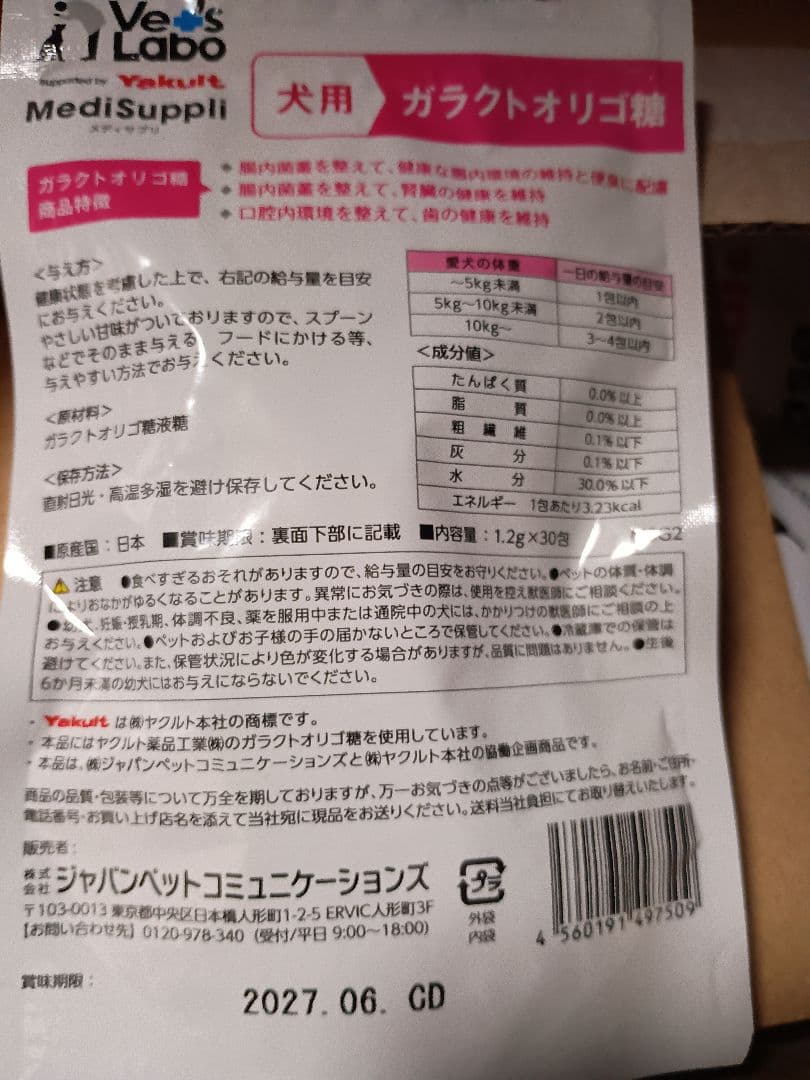 Vet's
Labo
supported by Yakult
MediSuppli
メディサプリ
犬用 ガラクトオリゴ糖
ガラクトオリゴ糖
商品特徴
◆ 腸内菌叢を整えて、健康な腸内環境の維持と便臭に配慮
◆ 腸内菌叢を整えて、腎臓の健康を維持
◆ 口腔内環境を整えて、歯の健康を維持
<与え方>
健康状態を考慮した上で、右記の給与量を目安
にお与えください。
やさしい甘味がついておりますので、スプーン
などでそのまま与える、フードにかける等、
与えやすい方法でお与えください。
<原材料>
ガラクトオリゴ糖液糖
<保存方法>
直射日光・高温多湿を避け保存してください。
愛犬の体重 一日の給与量の目安
～5kg未満 1包以内
5kg～10kg未満 2包以内
10kg～ 3～4包以内
<成分値>
たんぱく質 0.0%以上
脂質 0.0%以上
粗繊維 0.1%以下
灰分 0.1%以下
水分 30.0%以下
エネルギー 1包あたり3.23kcal
■原産国：日本 ■賞味期限：裏面下部に記載 ■内容量：1.2g×30包
注意 ●食べすぎるおそれがありますので、給与量の目安をお守りください。●ペットの体質・体調
によりおなかがゆるくなることがあります。異常にお気づきの際は、使用を控え獣医師にご相談ください。
●幼犬、妊娠・授乳期、体調不良、薬を服用中または通院中の犬には、かかりつけの獣医師にご相談の上
お与えください。●ペットおよびお子様の手の届かないところで保管してください。●冷蔵庫での保管は
避けてください。また、保管状況により色が変化する場合がありますが、品質に問題はありません。●生後
6か月未満の幼犬にはお与えにならないでください。
・Yakult は㈱ヤクルト本社の商標です。
・本品にはヤクルト薬品工業㈱のガラクトオリゴ糖を使用しています。
・本品は、㈱ジャパンペットコミュニケーションズと㈱ヤクルト本社の協働企画商品です。
商品の品質・包装等について万全を期しておりますが、万一お気づきの点等がございましたら、お名前・ご住所・
電話番号・お買い上げ店名を添えて当社宛に現品をお送りください。送料当社負担にてお取り替えいたします。
販売者：
株式会社 ジャパンペットコミュニケーションズ
〒103-0013 東京都中央区日本橋人形町1-2-5 ERVIC人形町3F
【お問い合わせ先】0120-978-340（受付/平日 9:00～18:00）
プラ
外袋
内袋
4 560191 497509
賞味期限：
2027.06. CD